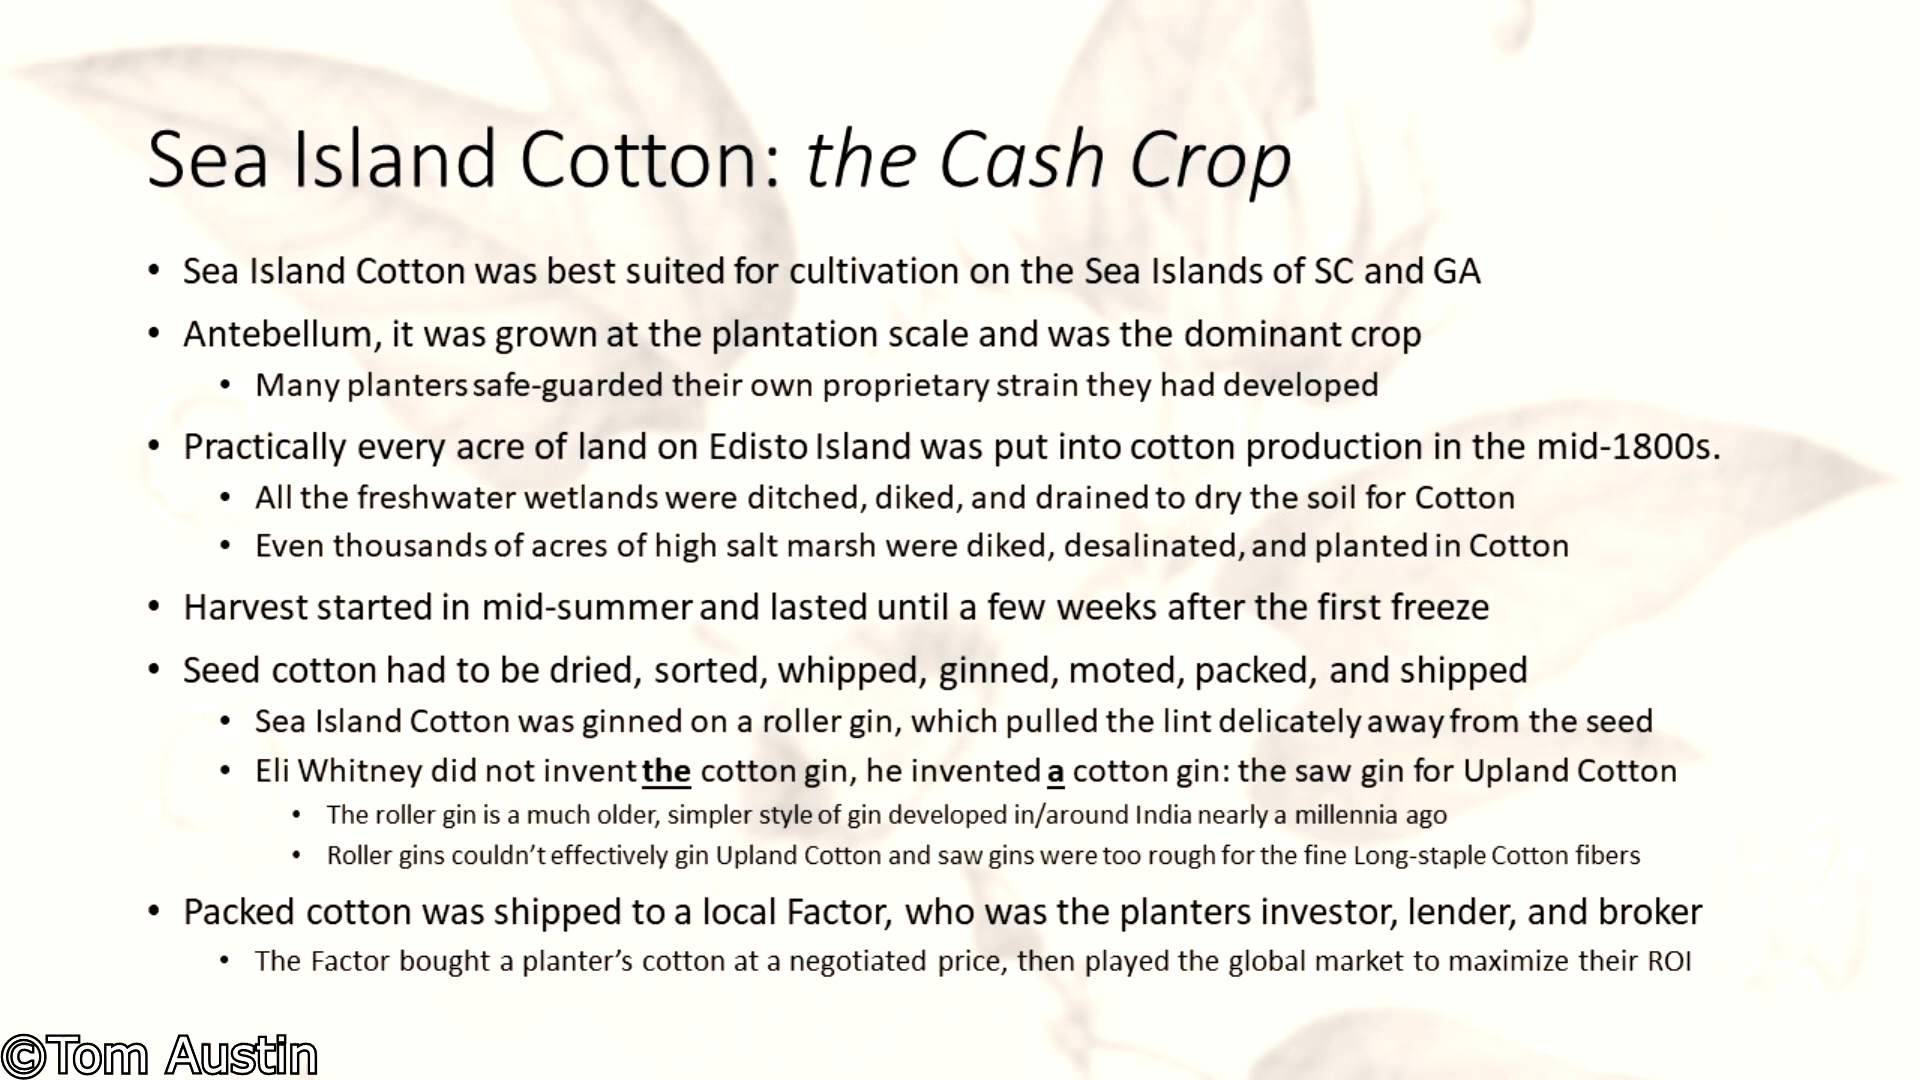 Sea Island Cotton: the Cash Crop
• Sea Island Cotton was best suited for cultivation on the Sea Islands of SC and GA
• Antebellum, it was grown at the plantation scale and was the dominant crop
• Many planters safe-guarded their own proprietary strain they had developed
• Practically every acre of land on Edisto Island was put into cotton production in the mid-1800s.
• All the freshwater wetlands were ditched, diked, and drained to dry the soil for Cotton
• Even thousands of acres of high salt marsh were diked, desalinated, and planted in Cotton
• Harvest started in mid-summer and lasted until a few weeks after the first freeze
• Seed cotton had to be dried, sorted, whipped, ginned, moted, packed, and shipped
• Sea Island Cotton was ginned on a roller gin, which pulled the lint delicately away from the seed
• Eli Whitney did not invent the cotton gin, he invented a cotton gin: the saw gin for Upland Cotton
• The roller gin is a much older, simpler style of gin developed in/around India nearly a millennia ago
• Roller gins couldn’t effectively gin Upland Cotton and saw gins were too rough for the fine Long-staple Cotton fibers
• Packed cotton was shipped to a local Factor, who was the planters investor, lender, and broker
• The Factor bought a planter’s cotton at a negotiated price, then played the global market to maximize their ROI
©Tom Austin